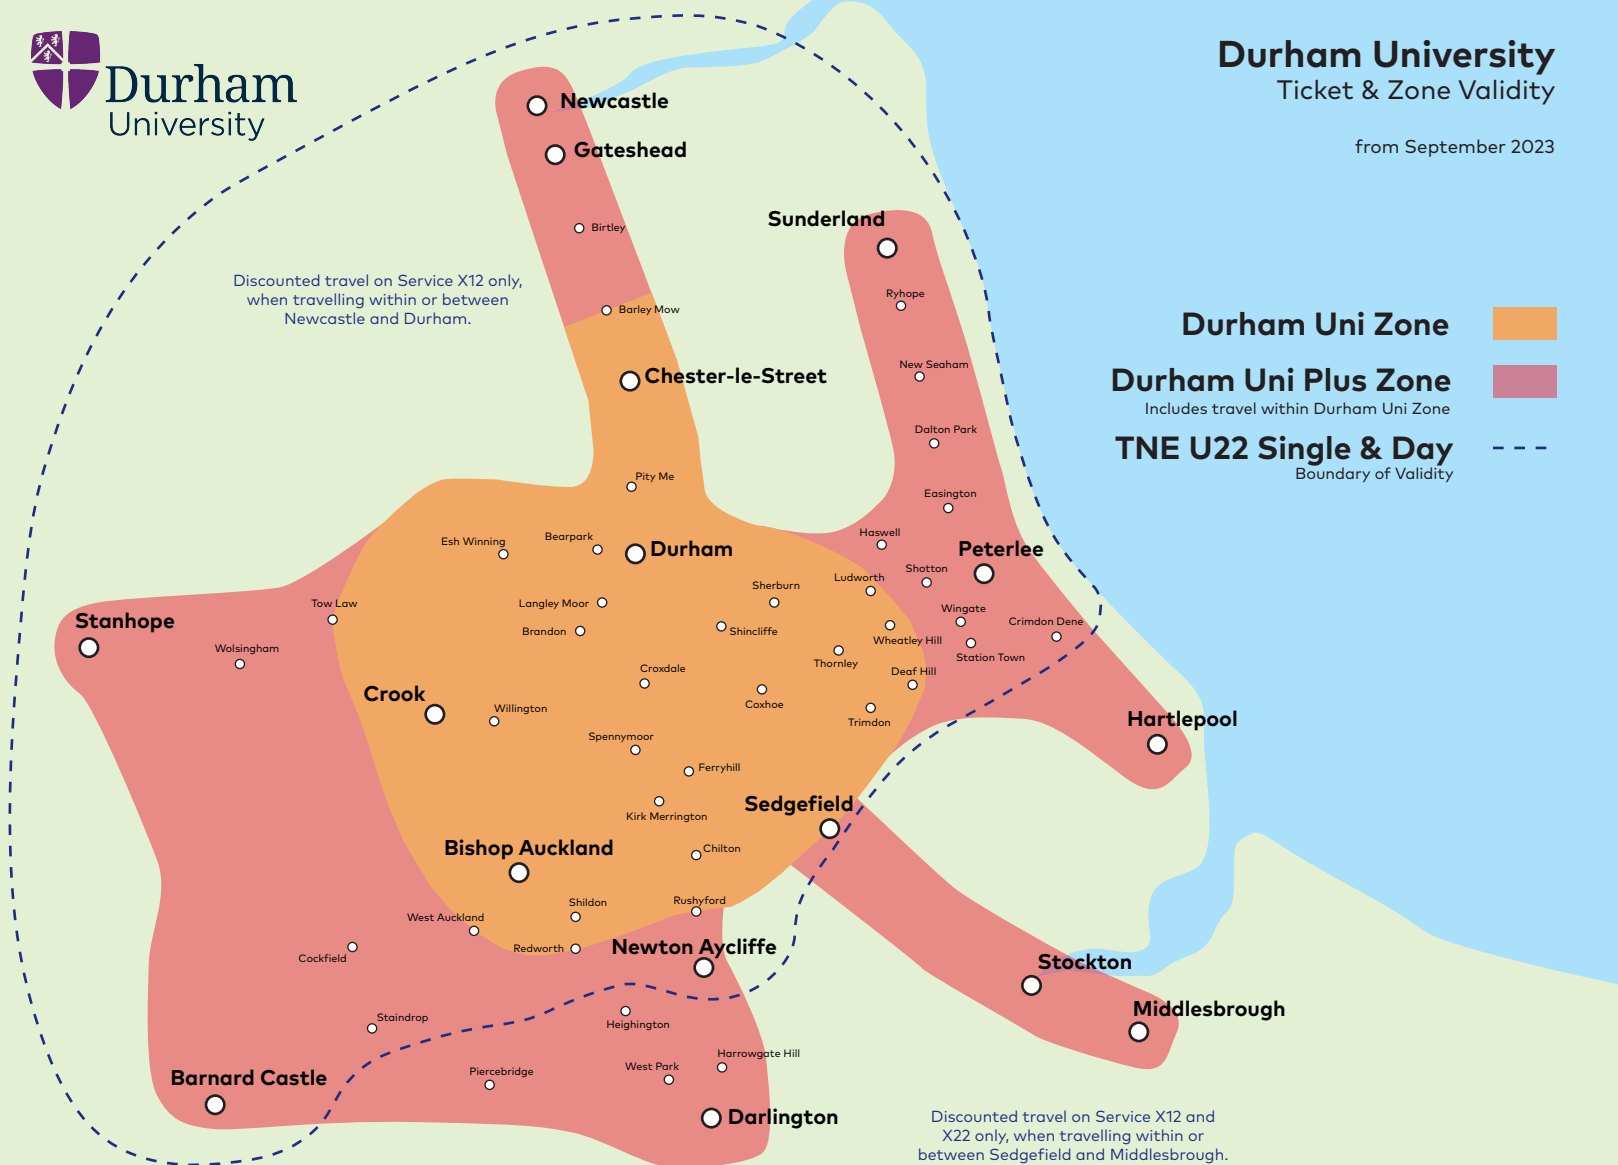 Durham
University
Durham University
Ticket & Zone Validity
from September 2023
Newcastle
Gateshead
Birtley
Sunderland
Ryhope
Discounted travel on Service X12 only,
when travelling within or between
Newcastle and Durham.
Barley Mow
Durham Uni Zone
New Seaham
Chester-le-Street
Durham Uni Plus Zone
Includes travel within Durham Uni Zone
Dalton Park
TNE U22 Single & Day
Boundary of Validity
Pity Me
Easington
Esh Winning
Bearpark
Durham
Haswell
Peterlee
Shotton
Ludworth
Sherburn
Tow Law
Langley Moor
Wingate
Stanhope
Crimdon Dene
Brandon
Shincliffe
Wheatley Hill
Wolsingham
Station Town
Thornley
Croxdale
Deaf Hill
Crook
Coxhoe
Willington
Trimdon
Hartlepool
Spennymoor
Ferryhill
Sedgefield
Kirk Merrington
Bishop Auckland
Chilton
Shildon
Rushyford
West Auckland
Redworth
Newton Aycliffe
Cockfield
Stockton
Middlesbrough
Staindrop
Heighington
Harrowgate Hill
West Park
Piercebridge
Barnard Castle
Darlington
Discounted travel on Service X12 and
X22 only, when travelling within or
between Sedgefield and Middlesbrough.